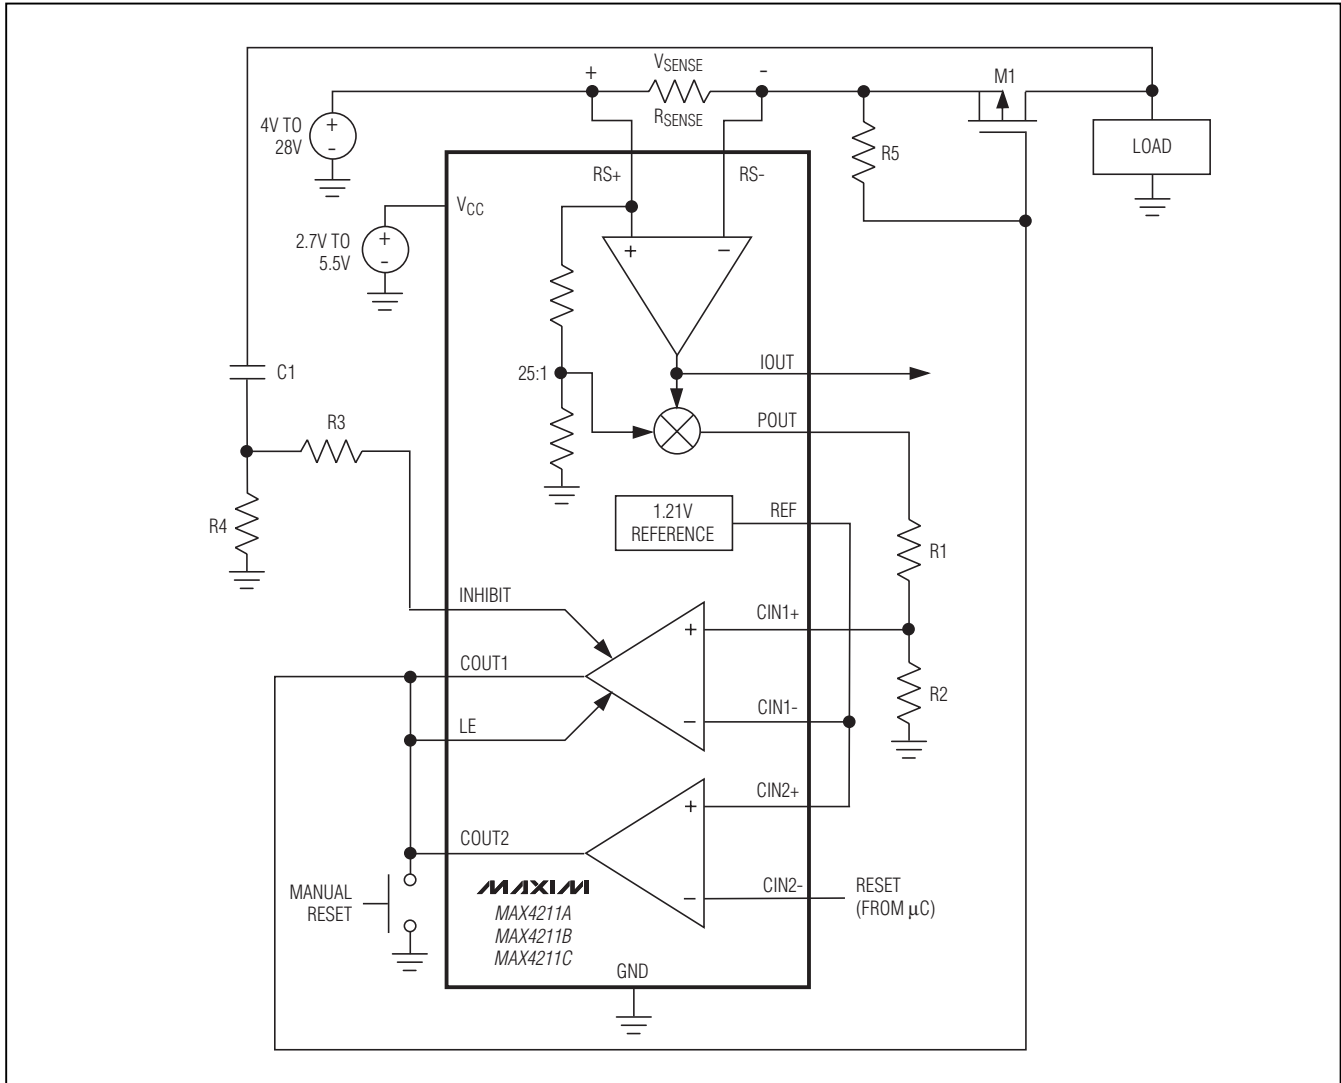 VSENSE
+
-
M1
RSENSE
4V TO
28V
+
-
R5
LOAD
RS+
RS-
VCC
2.7V TO
5.5V
+
-
+
−
C1
25:1
IOUT
R3
POUT
R4
1.21V
REFERENCE
REF
R1
INHIBIT
CIN1+
+
COUT1
R2
CIN1-
−
LE
CIN2+
+
COUT2
MANUAL
RESET
MAXIM
MAX4211A
MAX4211B
MAX4211C
CIN2-
−
RESET
(FROM µC)
GND